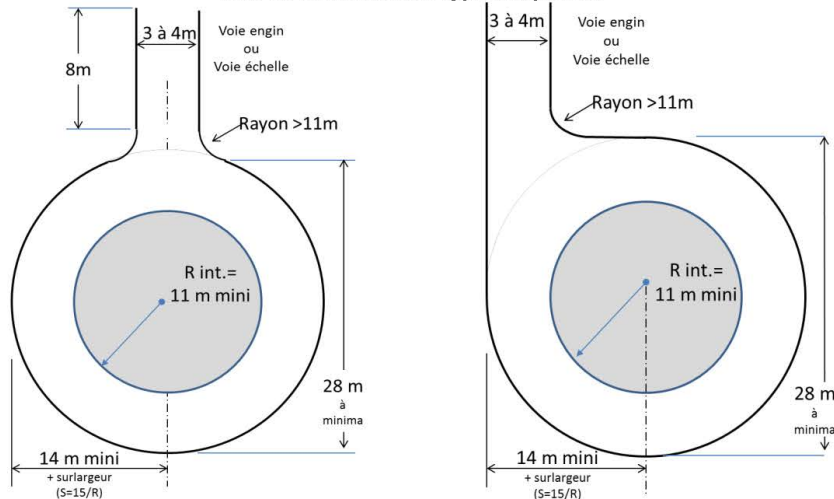 3 à 4m
Voie engin
ou
Voie échelle
8m
Rayon >11m
R int.=
11 m mini
28 m
à
minima
14 m mini
+ surlargeur
(S=15/R)
3 à 4m
Voie engin
ou
Voie échelle
Rayon >11m
R int.=
11 m mini
28 m
à
minima
14 m mini
+ surlargeur
(S=15/R)